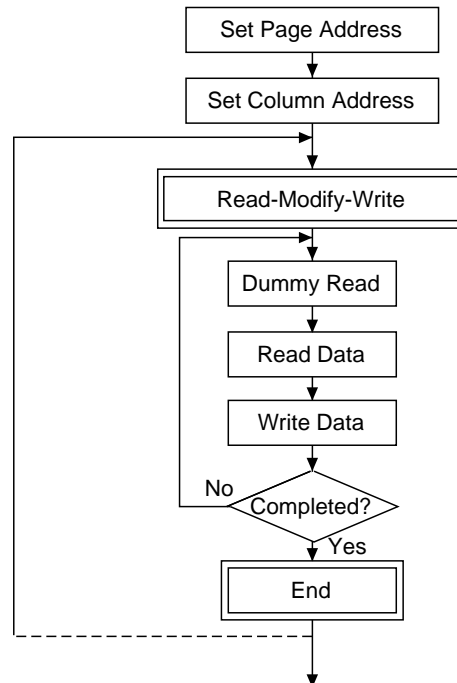 Set Page Address
Set Column Address
Read-Modify-Write
Dummy Read
Read Data
Write Data
No
Completed?
Yes
End